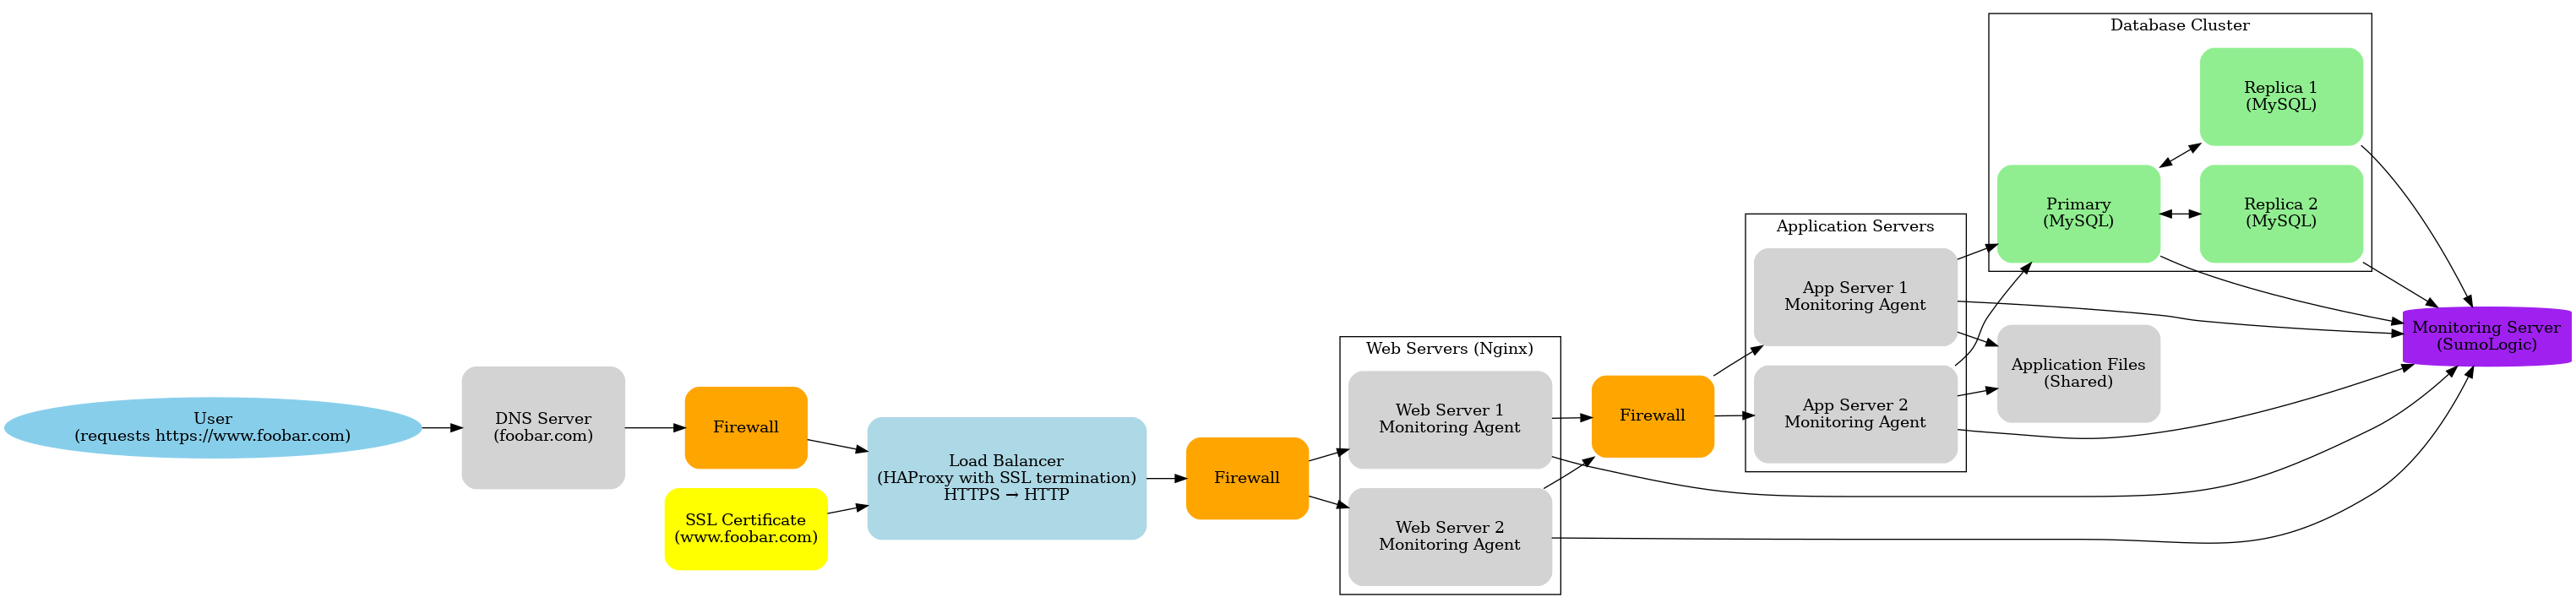 User
(requests https://www.foobar.com)
DNS Server
(foobar.com)
Firewall
SSL Certificate
(www.foobar.com)
Load Balancer
(HAProxy with SSL termination)
HTTPS → HTTP
Firewall
Web Servers (Nginx)
Web Server 1
Monitoring Agent
Web Server 2
Monitoring Agent
Firewall
Application Servers
App Server 1
Monitoring Agent
App Server 2
Monitoring Agent
Database Cluster
Primary
(MySQL)
Replica 1
(MySQL)
Replica 2
(MySQL)
Application Files
(Shared)
Monitoring Server
(SumoLogic)